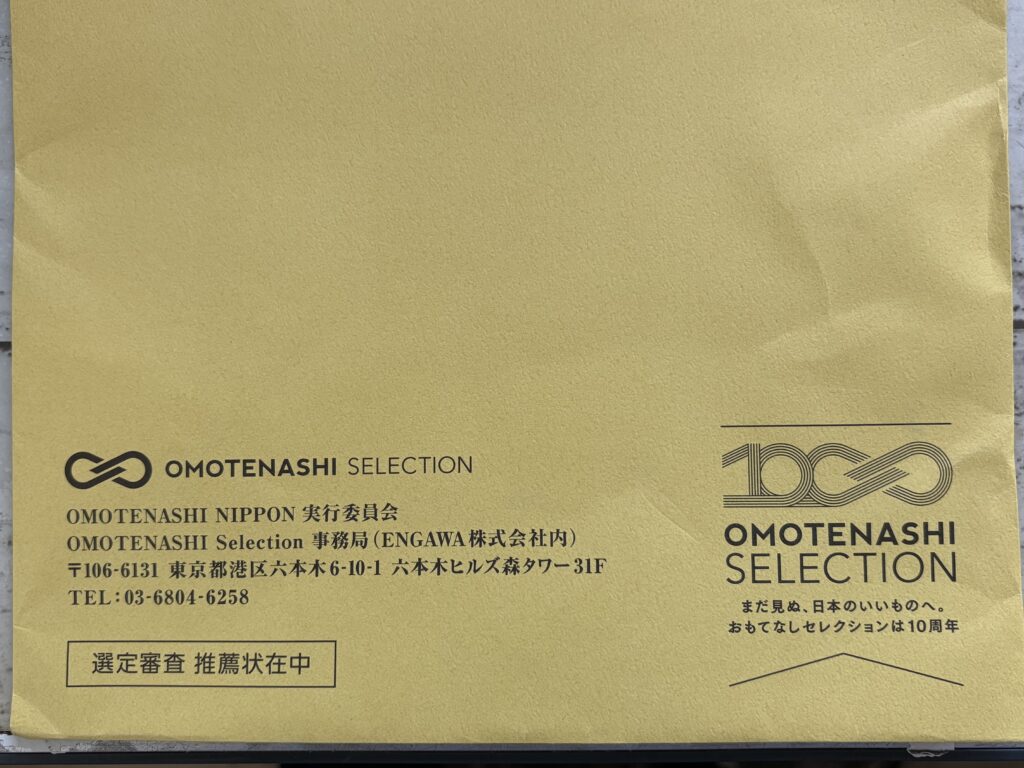 OMOTENASHI SELECTION
OMOTENASHI NIPPON 実行委員会
OMOTENASHI Selection 事務局(ENGAWA株式会社内)
〒106-6131 東京都港区六本木6-10-1 六本木ヒルズ森タワー31F
TEL:03-6804-6258
選定審査 推薦状在中
10
OMOTENASHI
SELECTION
まだ見ぬ、日本のいいものへ。
おもてなしセレクションは10周年